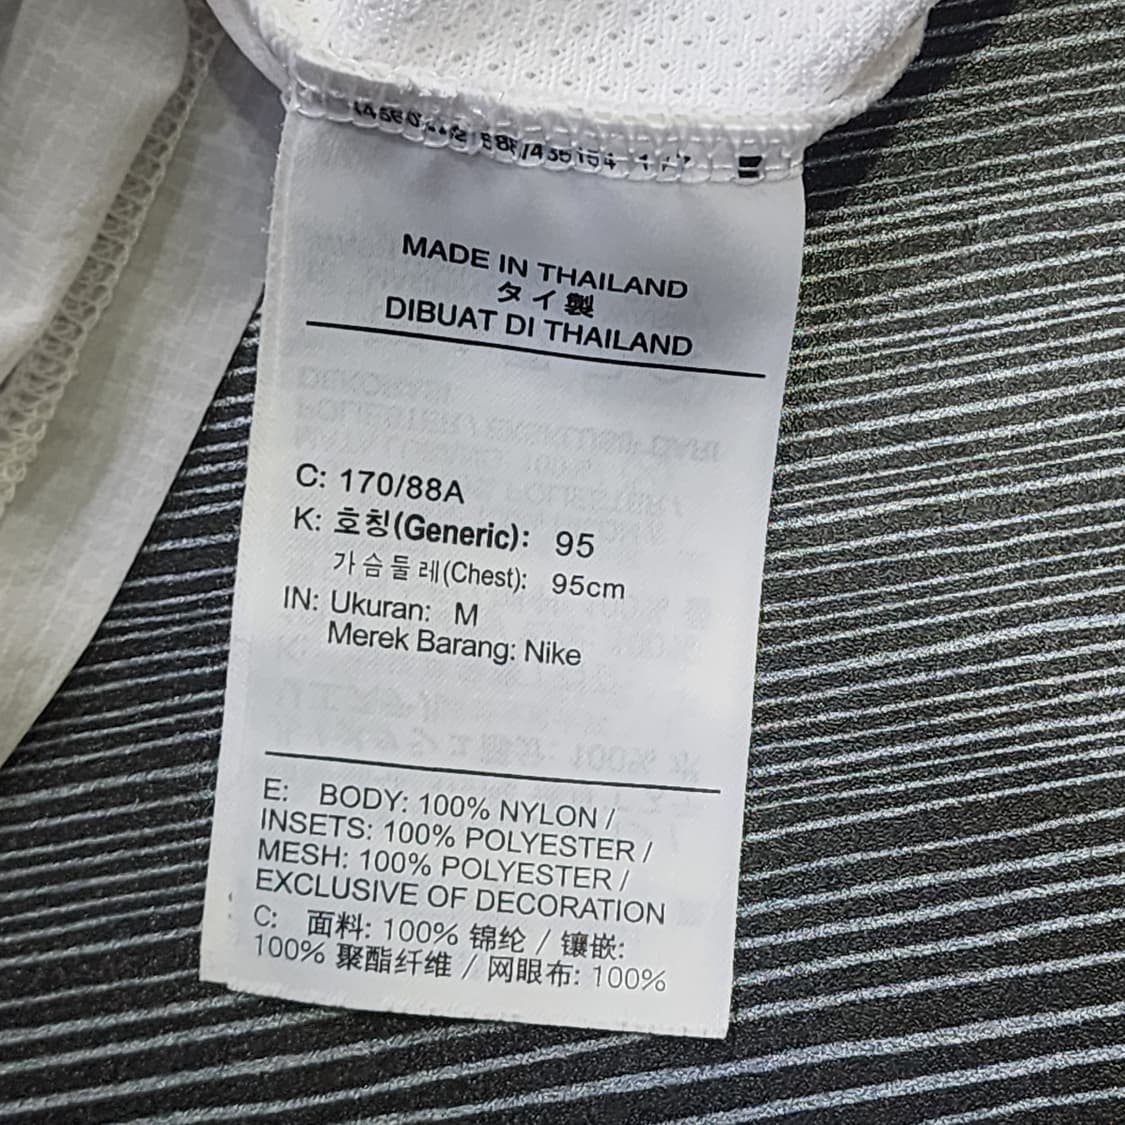 MADE IN THAILAND
タイ製
DIBUAT DI THAILAND
C: 170/88A
K: 호칭(Generic): 95
가슴둘레(Chest): 95cm
IN: Ukuran: M
Merek Barang: Nike
E: BODY: 100% NYLON /
INSETS: 100% POLYESTER /
MESH: 100% POLYESTER /
EXCLUSIVE OF DECORATION
C: 面料: 100% 锦纶 / 镶嵌:
100% 聚酯纤维 / 网眼布: 100%